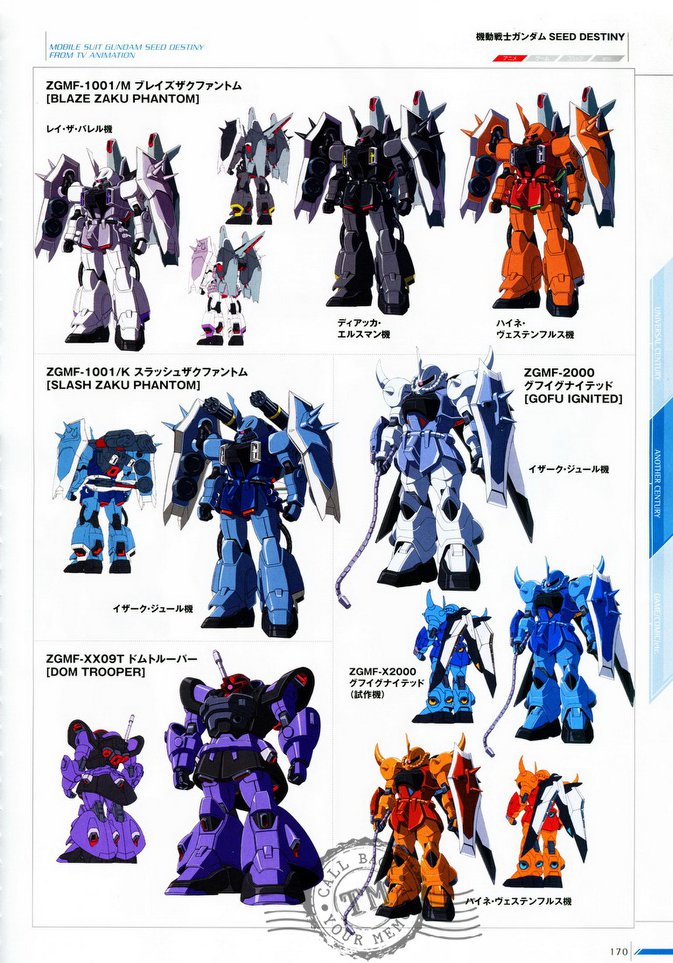 MOBILE SUIT GUNDAM SEED DESTINY
FROM TV ANIMATION
機動戦士ガンダム SEED DESTINY
アニメ
ZGMF-1001/M ブレイズザクファントム
[BLAZE ZAKU PHANTOM]
レイ・ザ・バレル機
ディアッカ・
エルスマン機
ハイネ・
ヴェステンフルス機
ZGMF-1001/K スラッシュザクファントム
[SLASH ZAKU PHANTOM]
イザーク・ジュール機
ZGMF-2000
グフイグナイテッド
[GOFU IGNITED]
イザーク・ジュール機
ZGMF-X2000
グフイグナイテッド
(試作機)
ハイネ・ヴェステンフルス機
ZGMF-XX09T ドムトルーパー
[DOM TROOPER]
UNIVERSAL CENTURY
ANOTHER CENTURY
GAME/COMIC/etc.
CALL BAC
TM
YOUR MEM
170